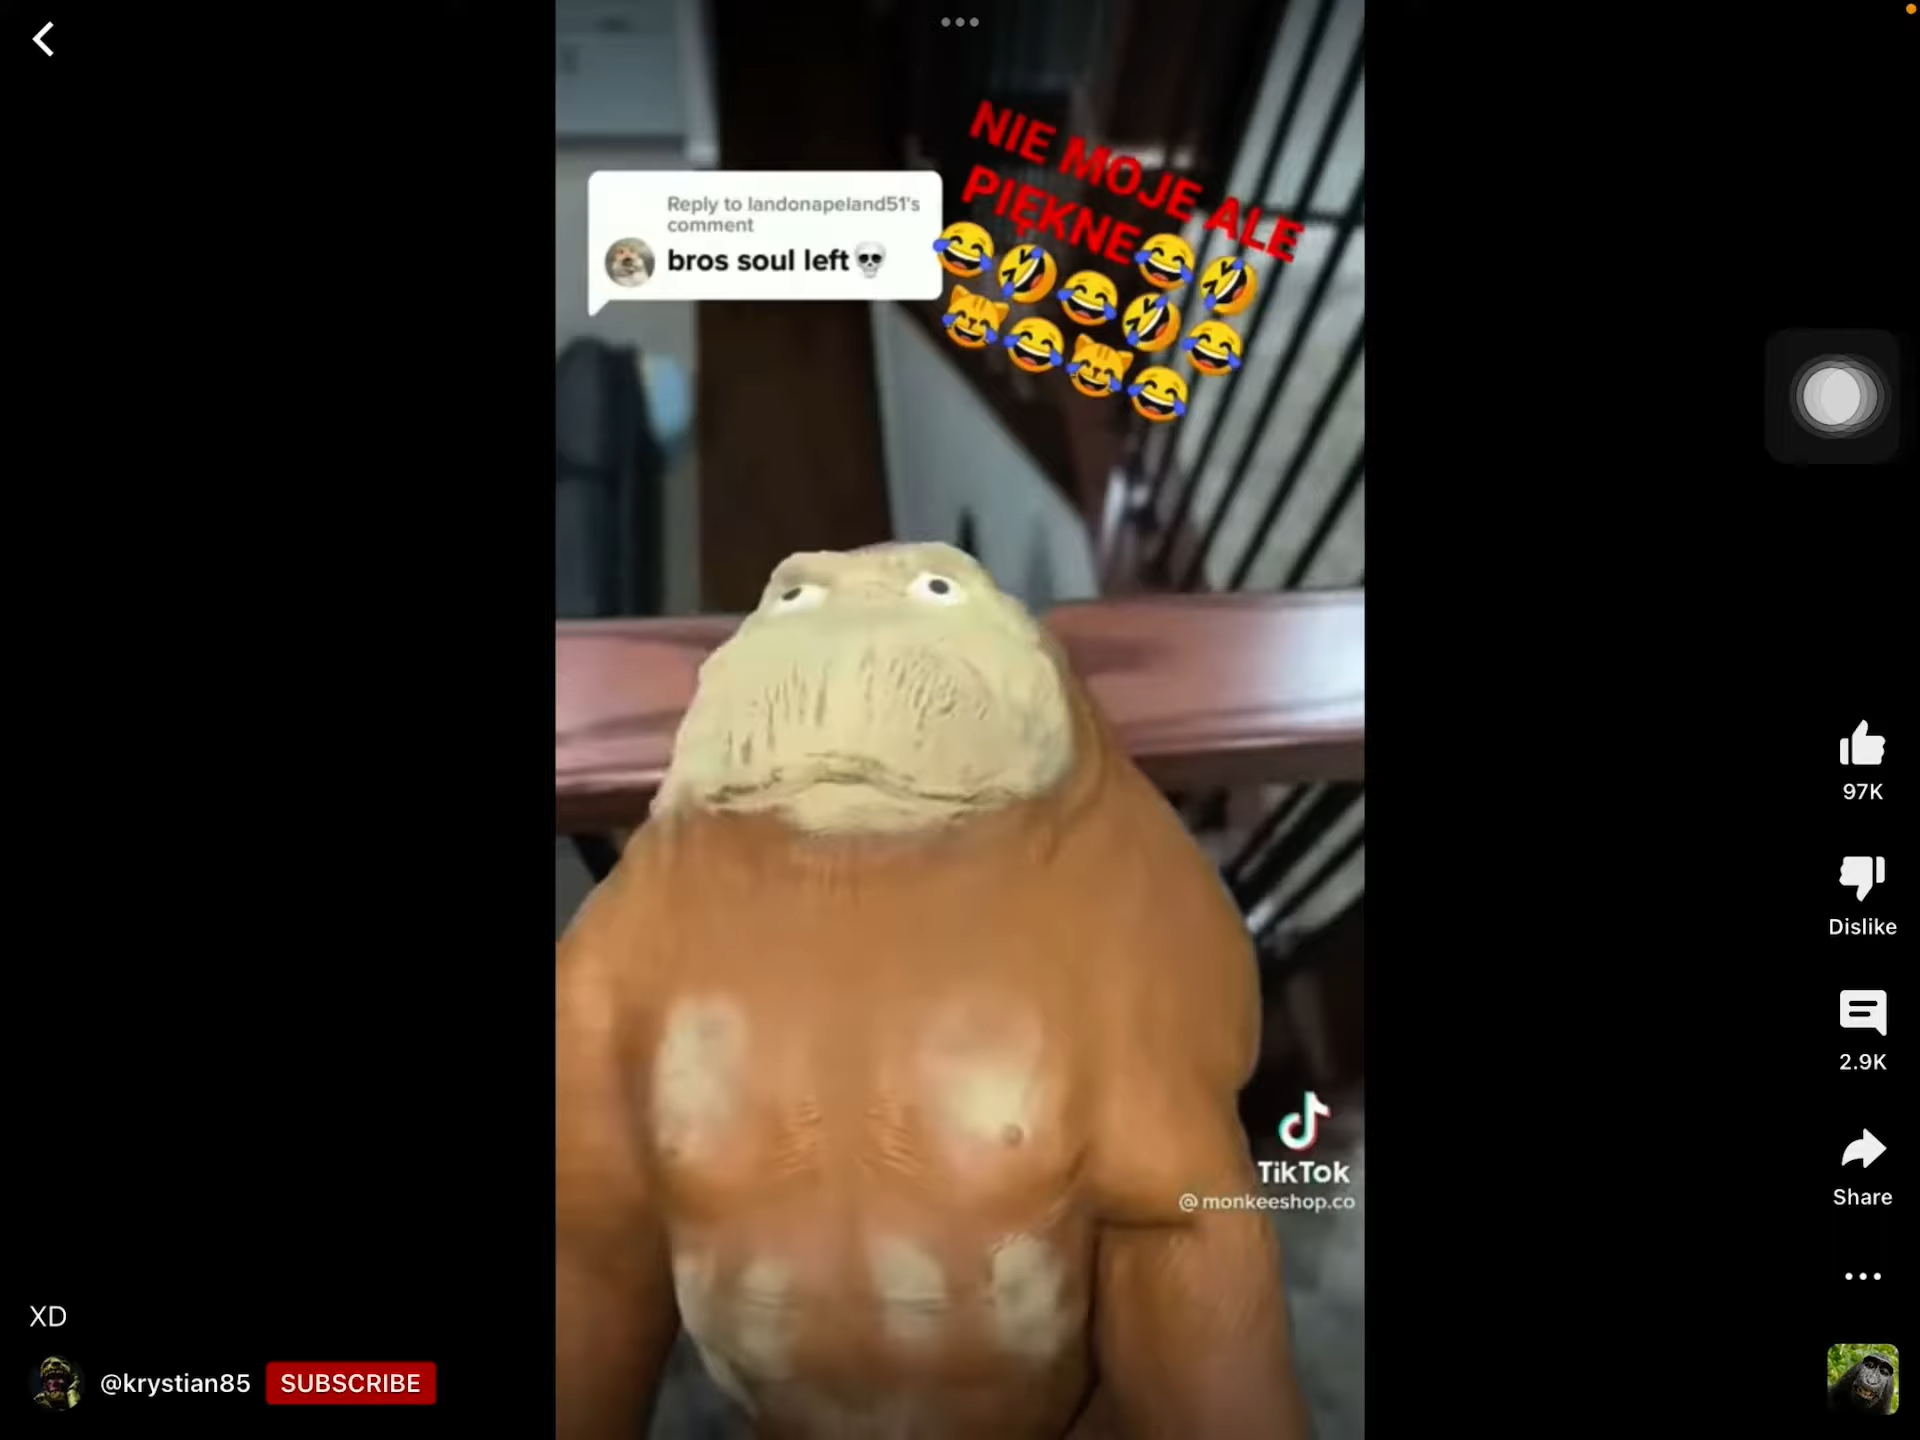 NIE MOJE ALE
PIĘKNE😂🤣
😂🤣😂🤣😂
😹😂😹😂
Reply to landonapeland51's
comment
bros soul left💀
97K
Dislike
2.9K
Share
TikTok
@monkeeshop.co
XD
@krystian85
SUBSCRIBE